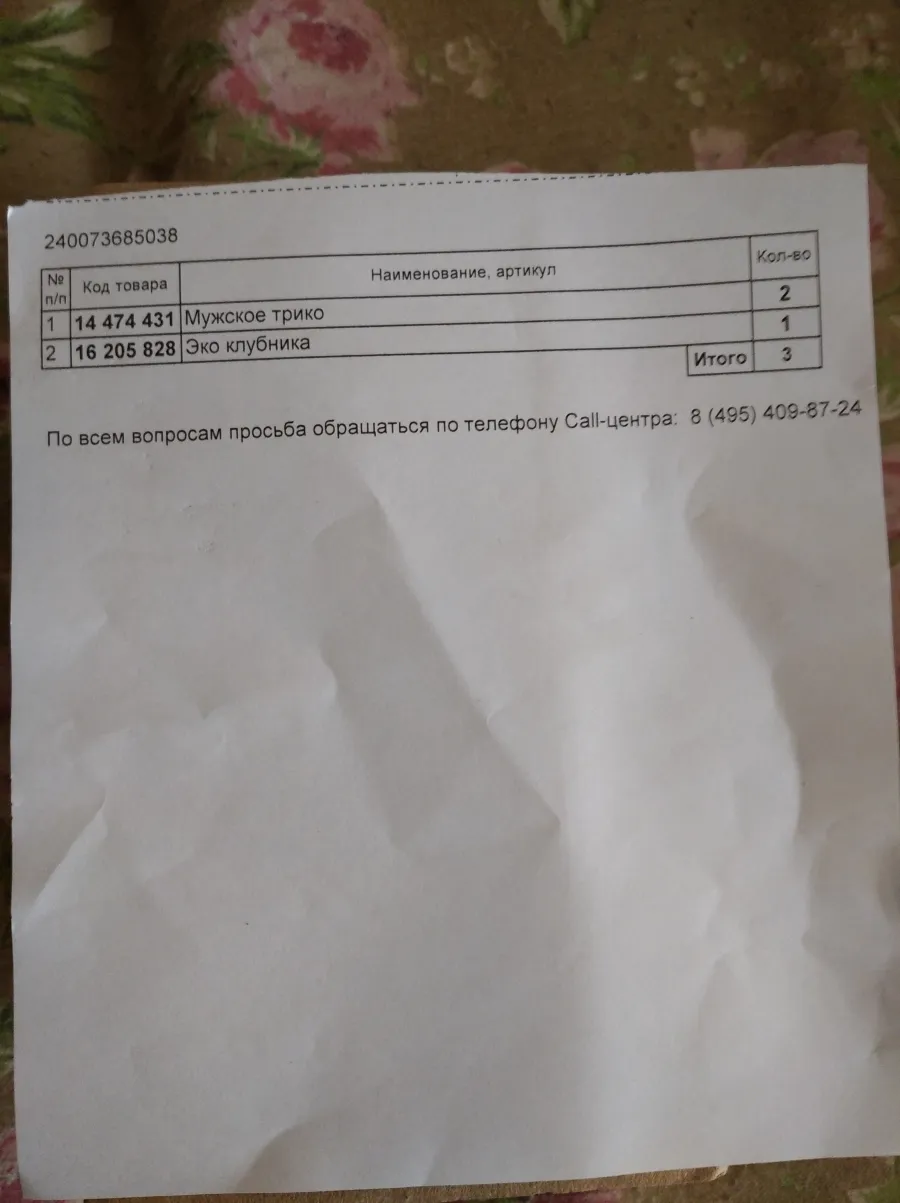 240073685038
№ п/п Код товара Наименование, артикул Кол-во
1 14 474 431 Мужское трико 2
2 16 205 828 Эко клубника 1
Итого 3
По всем вопросам просьба обращаться по телефону Call-центра: 8 (495) 409-87-24